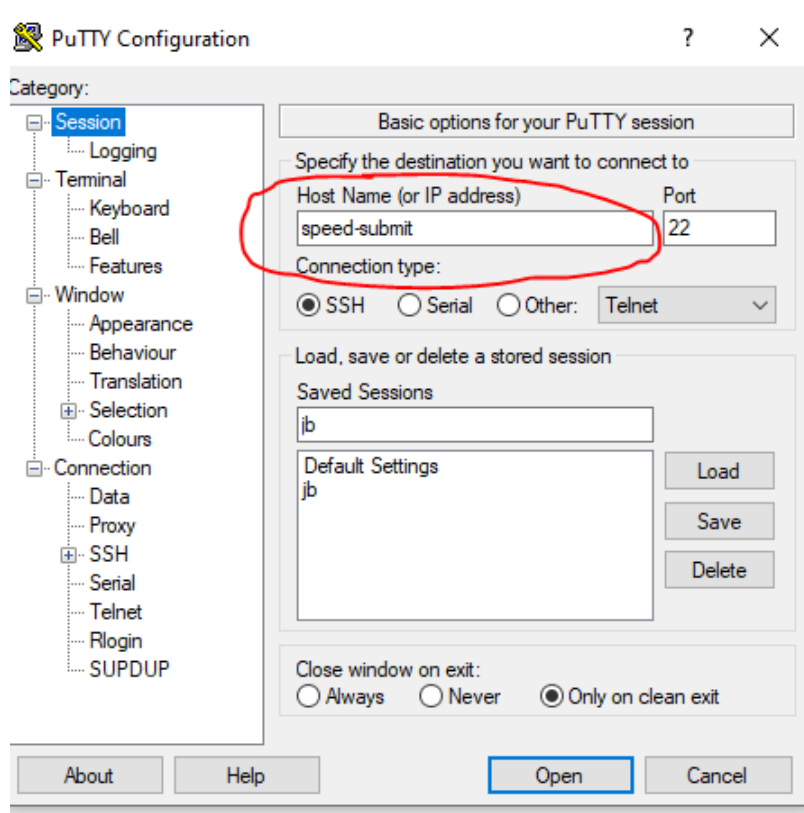 PuTTY Configuration
?
Category:
Session
Logging
Terminal
Keyboard
Bell
Features
Window
Appearance
Behaviour
Translation
Selection
Colours
Connection
Data
Proxy
SSH
Serial
Telnet
Rlogin
SUPDUP
Basic options for your PuTTY session
Specify the destination you want to connect to
Host Name (or IP address) Port
speed-submit 22
Connection type:
SSH Serial Other: Telnet
Load, save or delete a stored session
Saved Sessions
jb
Default Settings
jb
Load
Save
Delete
Close window on exit:
Always Never Only on clean exit
About Help Open Cancel